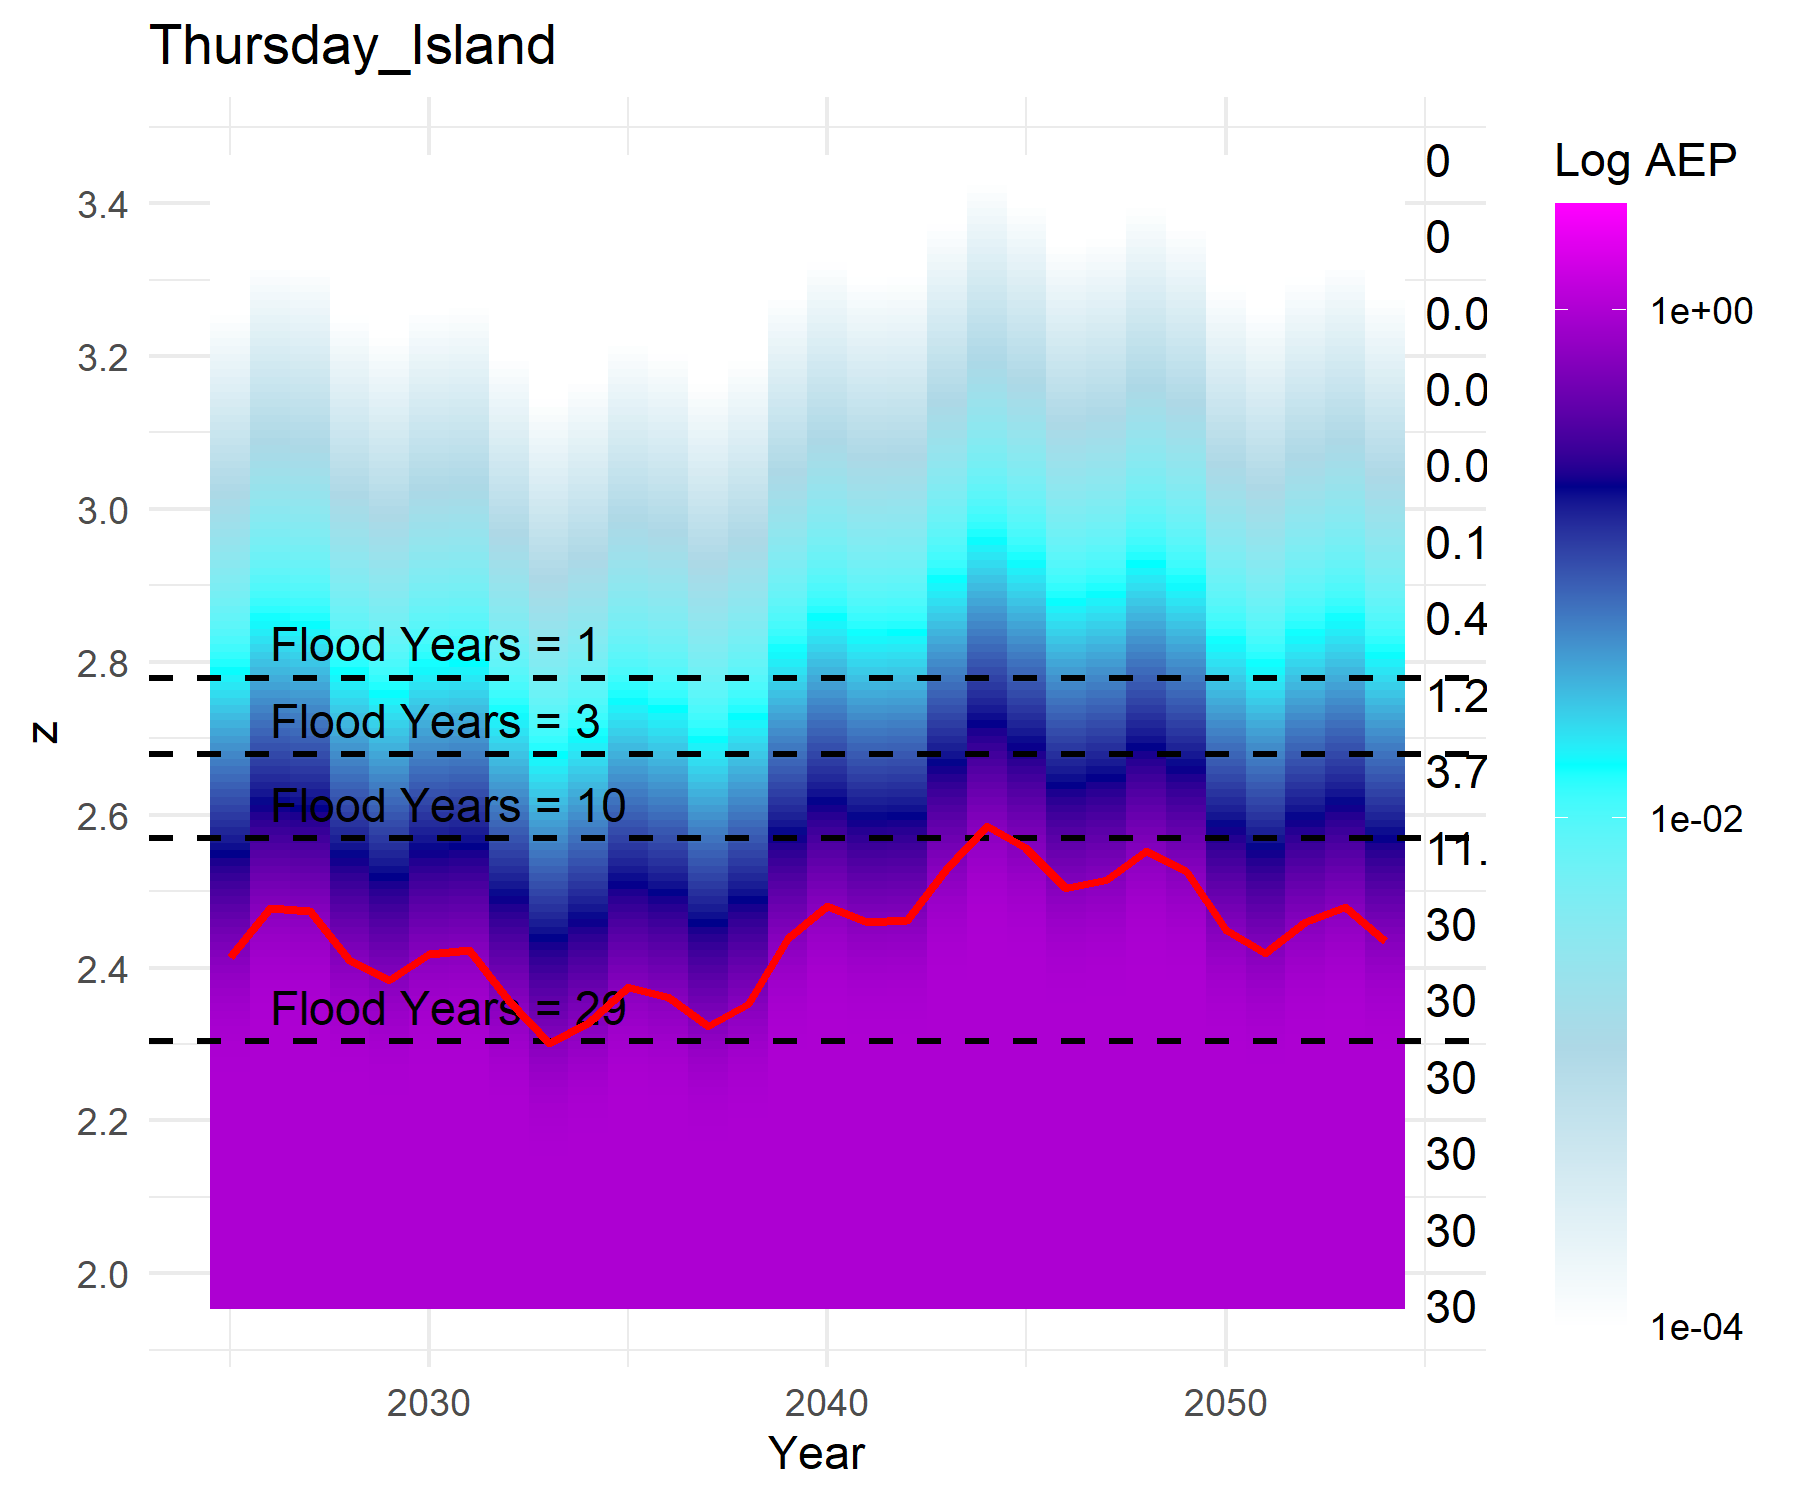 Thursday_Island
Log AEP
1e+00
1e-02
1e-04
z
3.4
3.2
3.0
2.8
2.6
2.4
2.2
2.0
Flood Years = 1
Flood Years = 3
Flood Years = 10
Flood Years = 29
0
0
0.0
0.0
0.0
0.1
0.4
1.2
3.7
11.
30
30
30
30
30
30
2030
2040
2050
Year